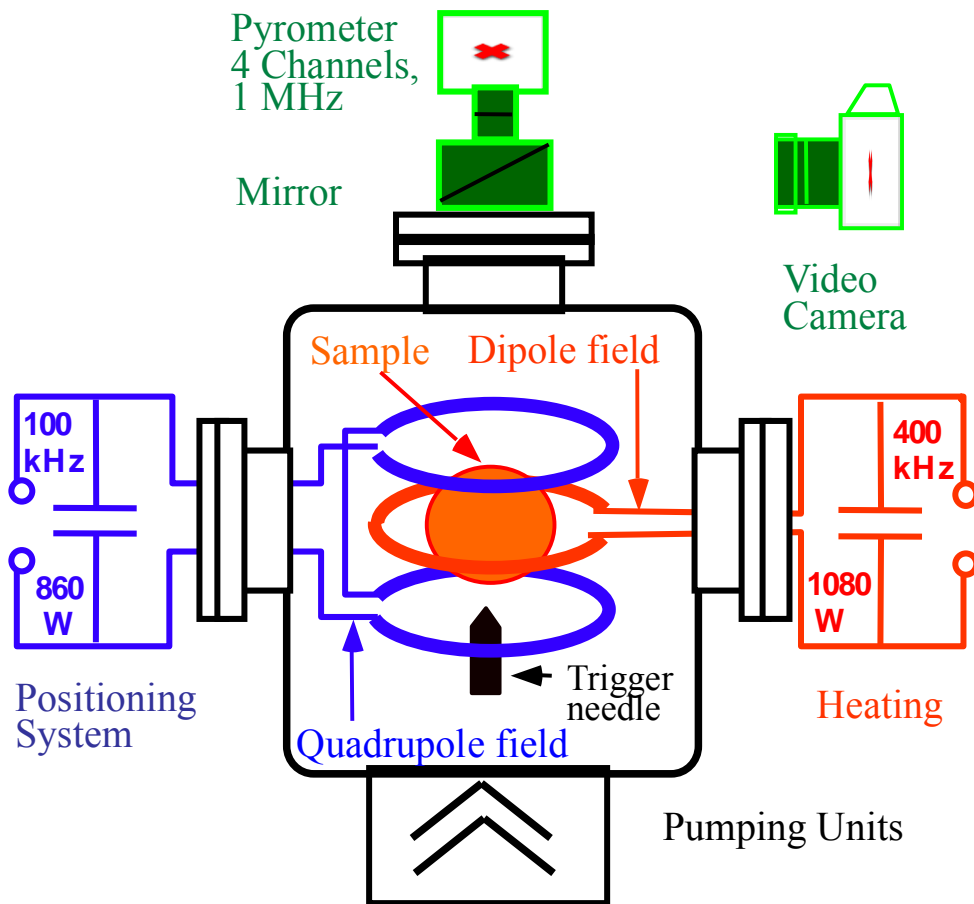 Pyrometer
4 Channels,
1 MHz
Mirror
Video
Camera
Sample
Dipole field
100
kHz
860
W
400
kHz
1080
W
Trigger
needle
Positioning
System
Quadrupole field
Heating
Pumping Units